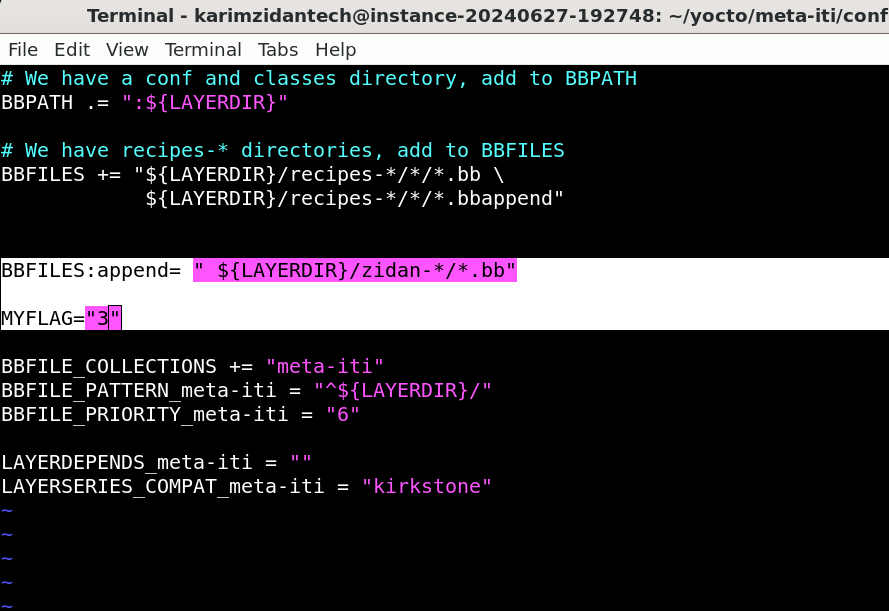 Terminal - karimzidantech@instance-20240627-192748: ~/yocto/meta-iti/conf
File Edit View Terminal Tabs Help
# We have a conf and classes directory, add to BBPATH
BBPATH .= ":${LAYERDIR}"
# We have recipes-* directories, add to BBFILES
BBFILES += "${LAYERDIR}/recipes-*/*/*.bb \
            ${LAYERDIR}/recipes-*/*/*.bbappend"
BBFILES:append= " ${LAYERDIR}/zidan-*/*.bb"
MYFLAG="3"
BBFILE_COLLECTIONS += "meta-iti"
BBFILE_PATTERN_meta-iti = "^${LAYERDIR}/"
BBFILE_PRIORITY_meta-iti = "6"
LAYERDEPENDS_meta-iti = ""
LAYERSERIES_COMPAT_meta-iti = "kirkstone"
~
~
~
~
~